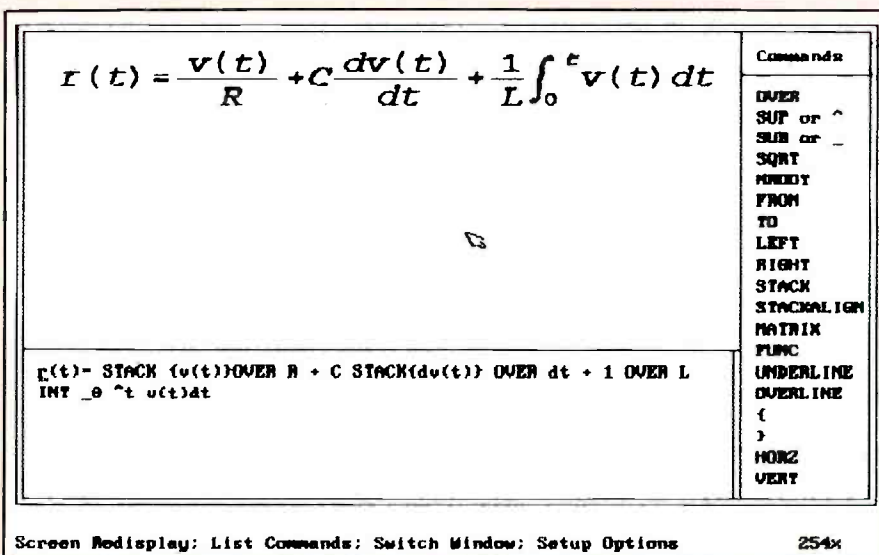 r(t) = v(t)/R + C dv(t)/dt + 1/L ∫₀ᵗ v(t) dt
r(t)= STACK {v(t)}OVER R + C STACK{dv(t)} OVER dt + 1 OVER L
INT _0 ^t v(t)dt
Commands
OVER
SUP or ^
SUB or _
SQRT
NROOT
FROM
TO
LEFT
RIGHT
STACK
STACKALIGN
MATRIX
FUNC
UNDERLINE
OVERLINE
{
}
HORZ
VERT
Screen Redisplay; List Commands; Switch Window; Setup Options 254%